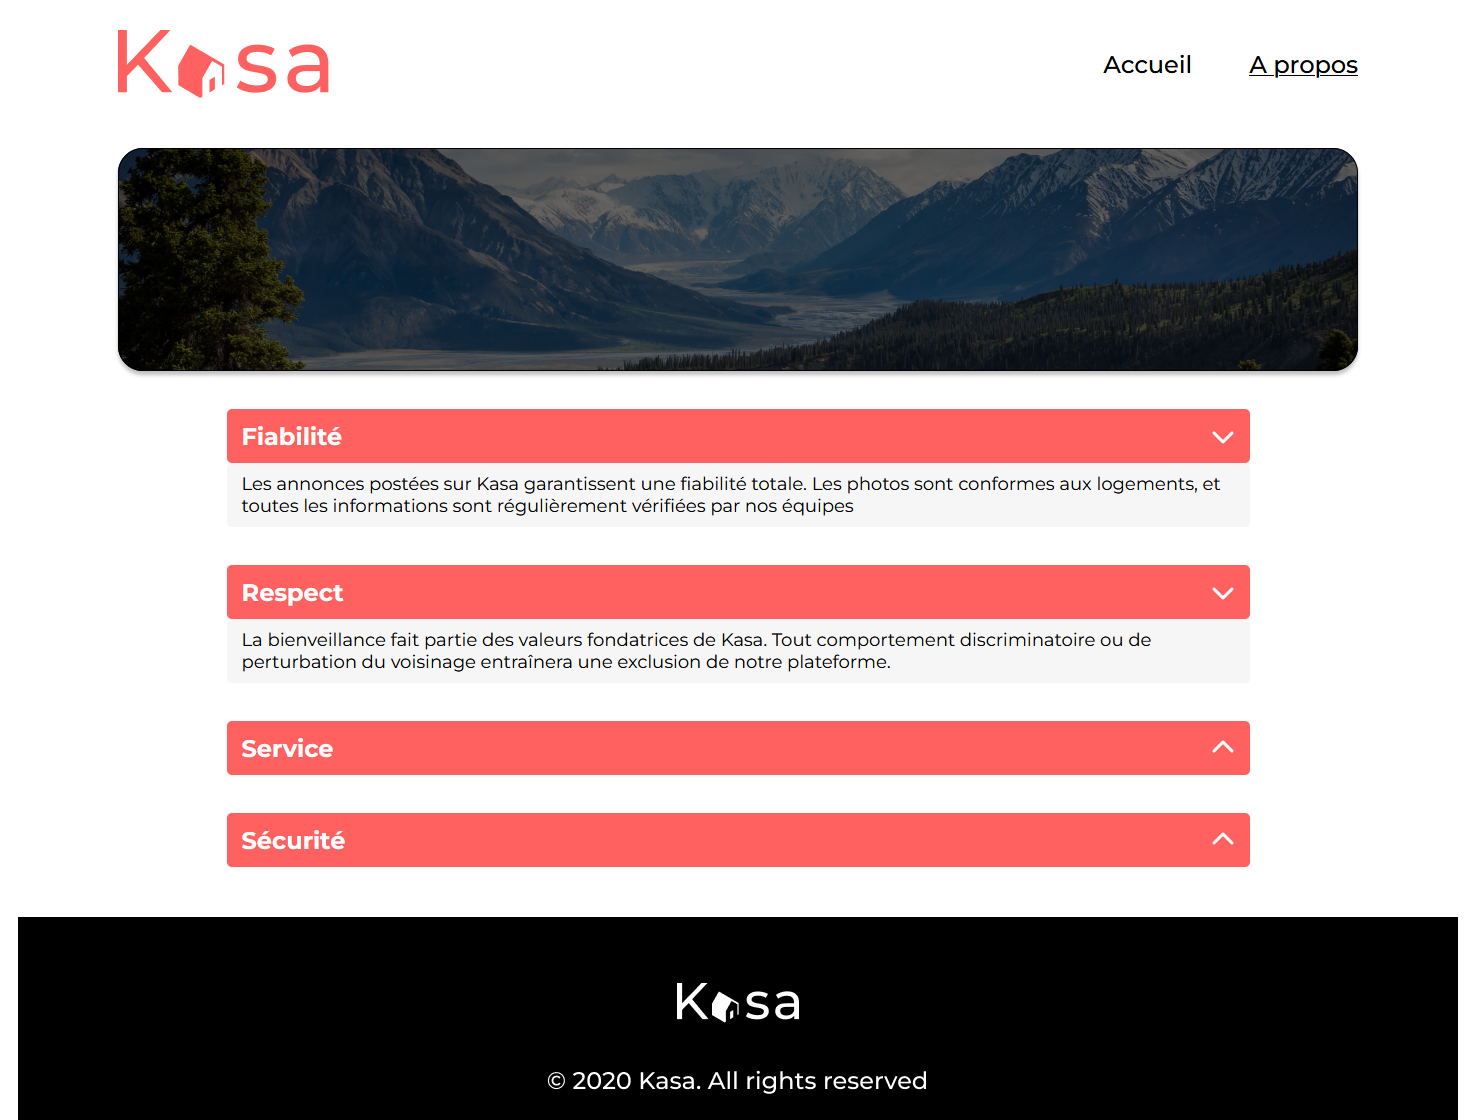 Kasa
Accueil
A propos
Fiabilité
Les annonces postées sur Kasa garantissent une fiabilité totale. Les photos sont conformes aux logements, et
toutes les informations sont régulièrement vérifiées par nos équipes
Respect
La bienveillance fait partie des valeurs fondatrices de Kasa. Tout comportement discriminatoire ou de
perturbation du voisinage entraînera une exclusion de notre plateforme.
Service
Sécurité
Kasa
© 2020 Kasa. All rights reserved